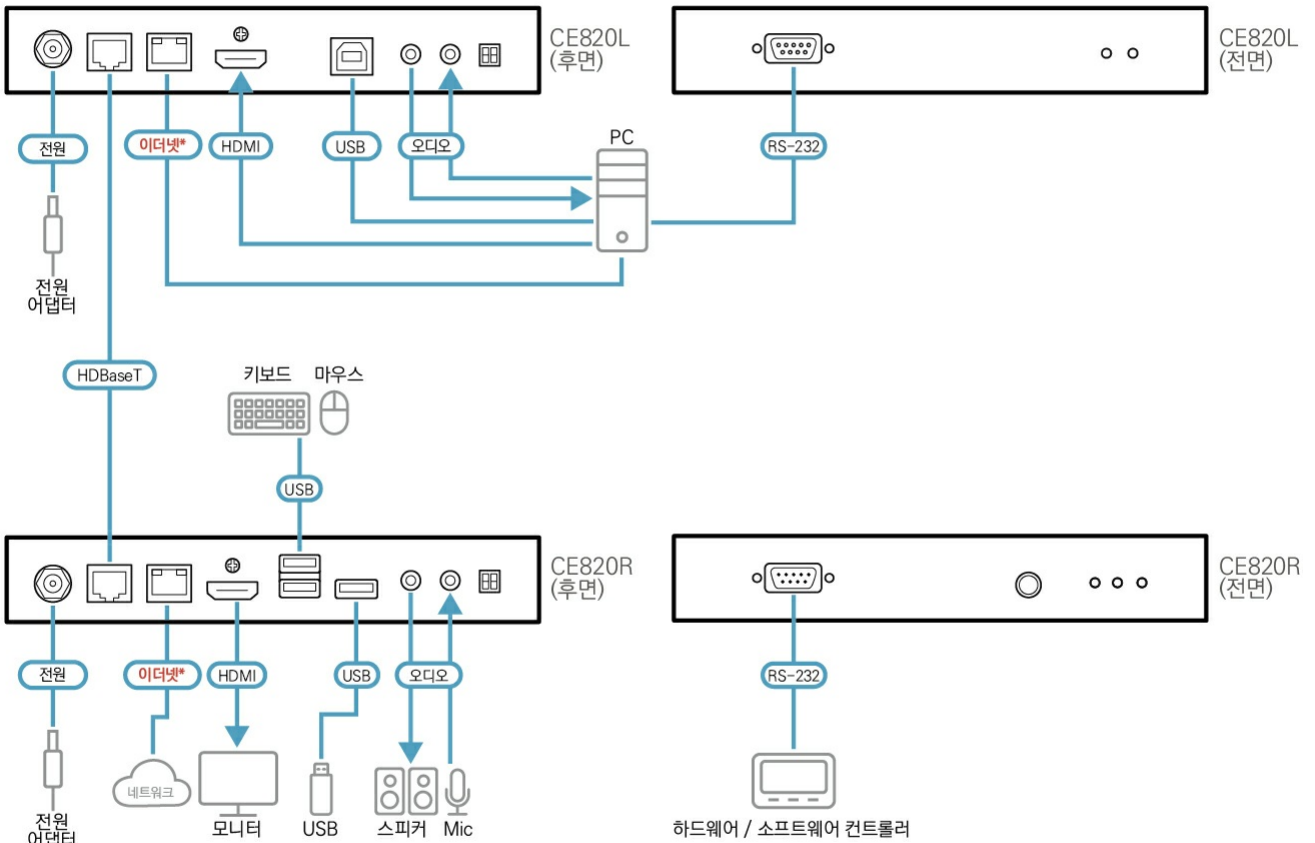 CE820L
(후면)
CE820L
(전면)
전원
이더넷*
HDMI
USB
오디오
PC
RS-232
전원
어댑터
HDBaseT
키보드
마우스
USB
CE820R
(후면)
CE820R
(전면)
전원
이더넷*
HDMI
USB
오디오
RS-232
네트워크
전원
어댑터
모니터
USB
스피커
Mic
하드웨어 / 소프트웨어 컨트롤러